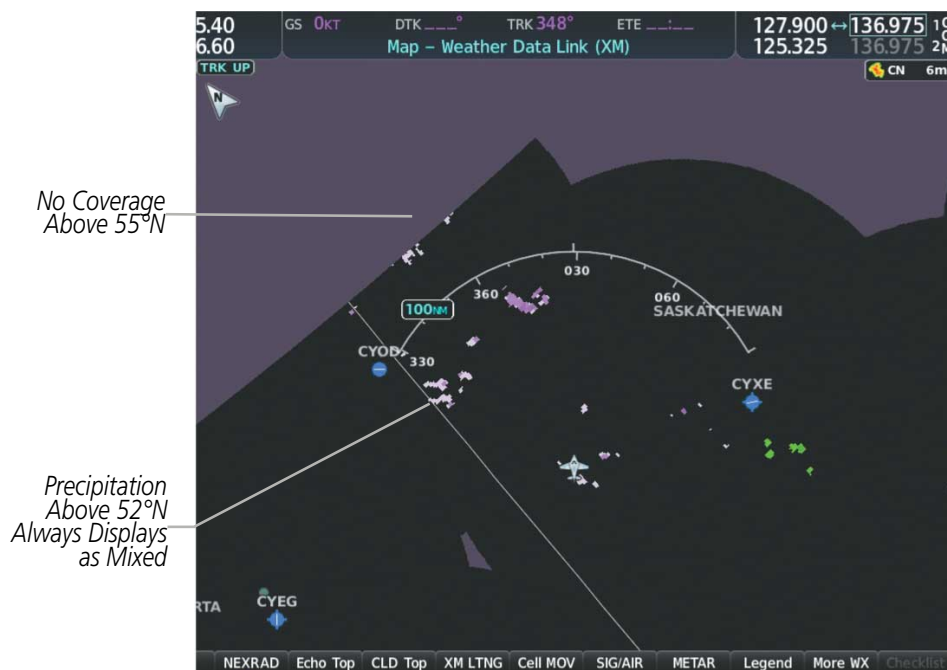 5.40
6.60
GS 0KT DTK ___° TRK 348° ETE __:__
Map – Weather Data Link (XM)
127.900 ↔ 136.975
125.325 136.975
TRK UP
CN 6m
N
No Coverage
Above 55°N
030
360
060
100NM
SASKATCHEWAN
CYOD
330
CYXE
Precipitation
Above 52°N
Always Displays
as Mixed
RTA
CYEG
NEXRAD Echo Top CLD Top XM LTNG Cell MOV SIG/AIR METAR Legend More WX Checklist